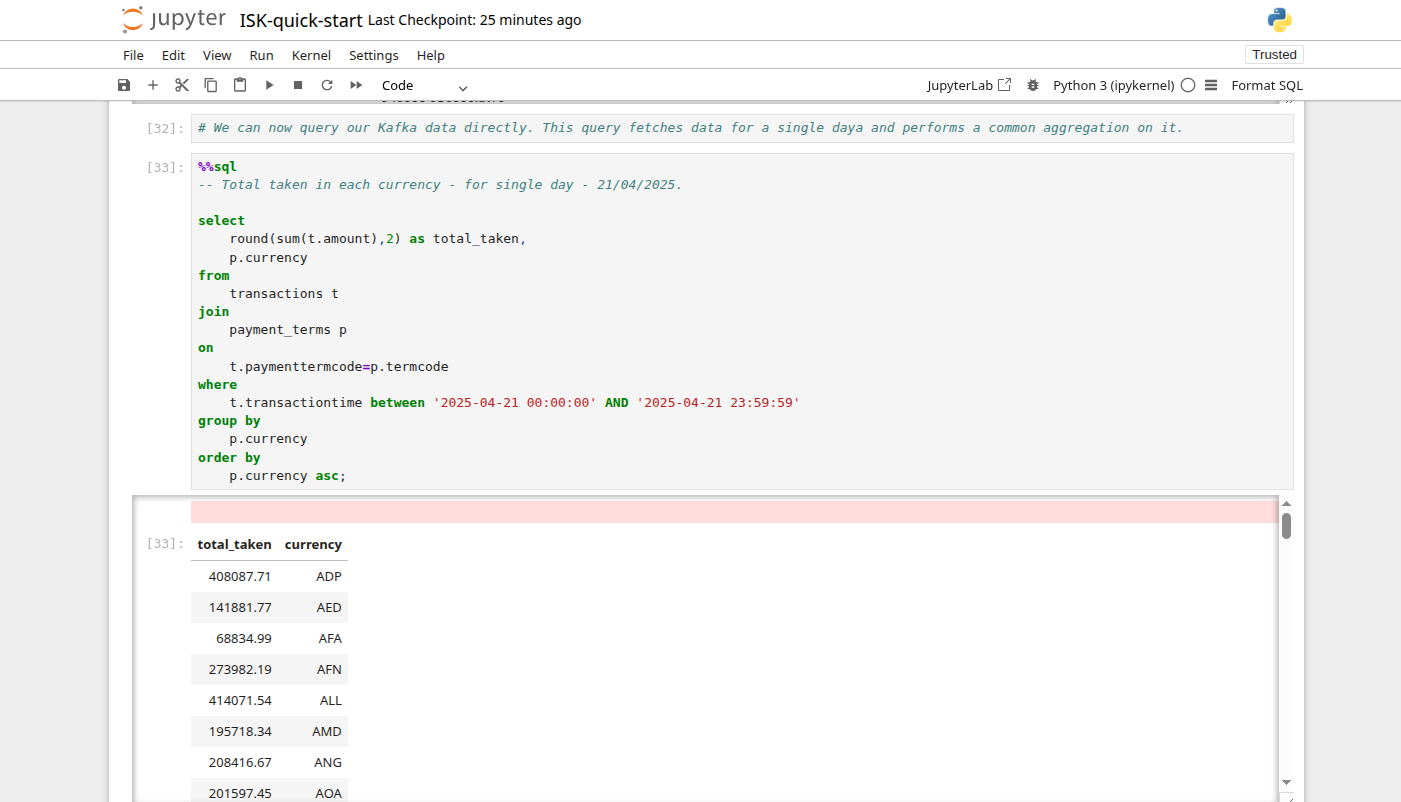 jupyter ISK-quick-start Last Checkpoint: 25 minutes ago
File Edit View Run Kernel Settings Help Trusted
Code JupyterLab Python 3 (ipykernel) Format SQL
[32]: # We can now query our Kafka data directly. This query fetches data for a single daya and performs a common aggregation on it.
[33]: %%sql
-- Total taken in each currency - for single day - 21/04/2025.
select
round(sum(t.amount),2) as total_taken,
p.currency
from
transactions t
join
payment_terms p
on
t.paymenttermcode=p.termcode
where
t.transactiontime between '2025-04-21 00:00:00' AND '2025-04-21 23:59:59'
group by
p.currency
order by
p.currency asc;
[33]: total_taken currency
408087.71 ADP
141881.77 AED
68834.99 AFA
273982.19 AFN
414071.54 ALL
195718.34 AMD
208416.67 ANG
201597.45 AOA